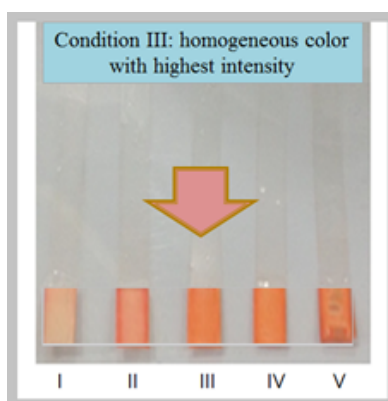 Condition III: homogeneous color
with highest intensity
I II III IV V